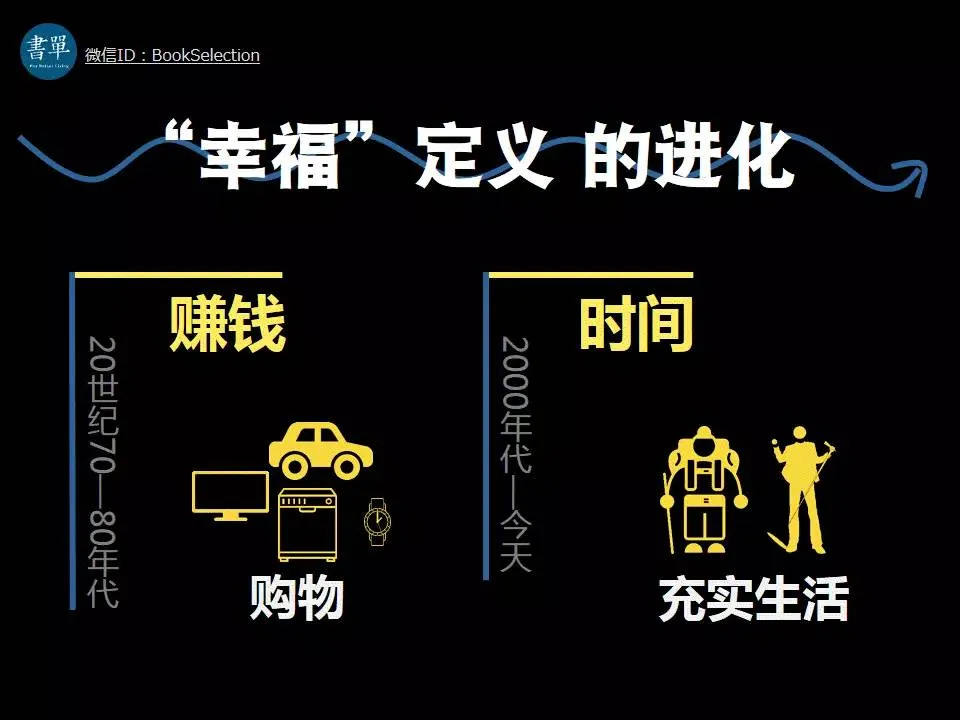 書單
微信ID：BookSelection
“幸福”定义 的进化
赚钱
20世纪70—80年代
购物
时间
2000年代—今天
充实生活